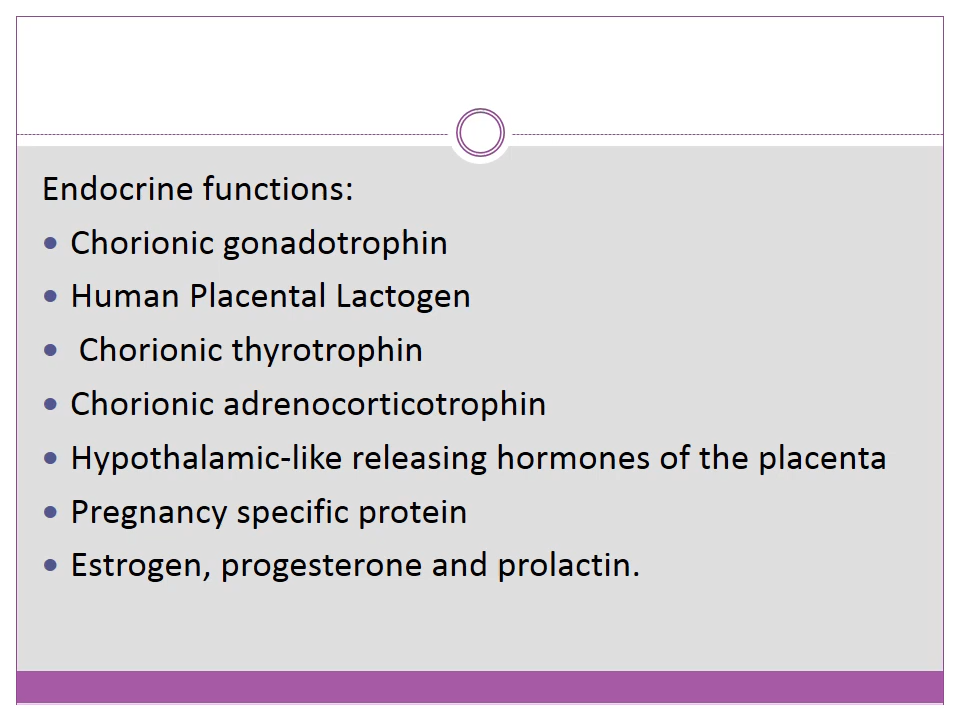 Endocrine functions:
• Chorionic gonadotrophin
• Human Placental Lactogen
• Chorionic thyrotrophin
• Chorionic adrenocorticotrophin
• Hypothalamic-like releasing hormones of the placenta
• Pregnancy specific protein
• Estrogen, progesterone and prolactin.